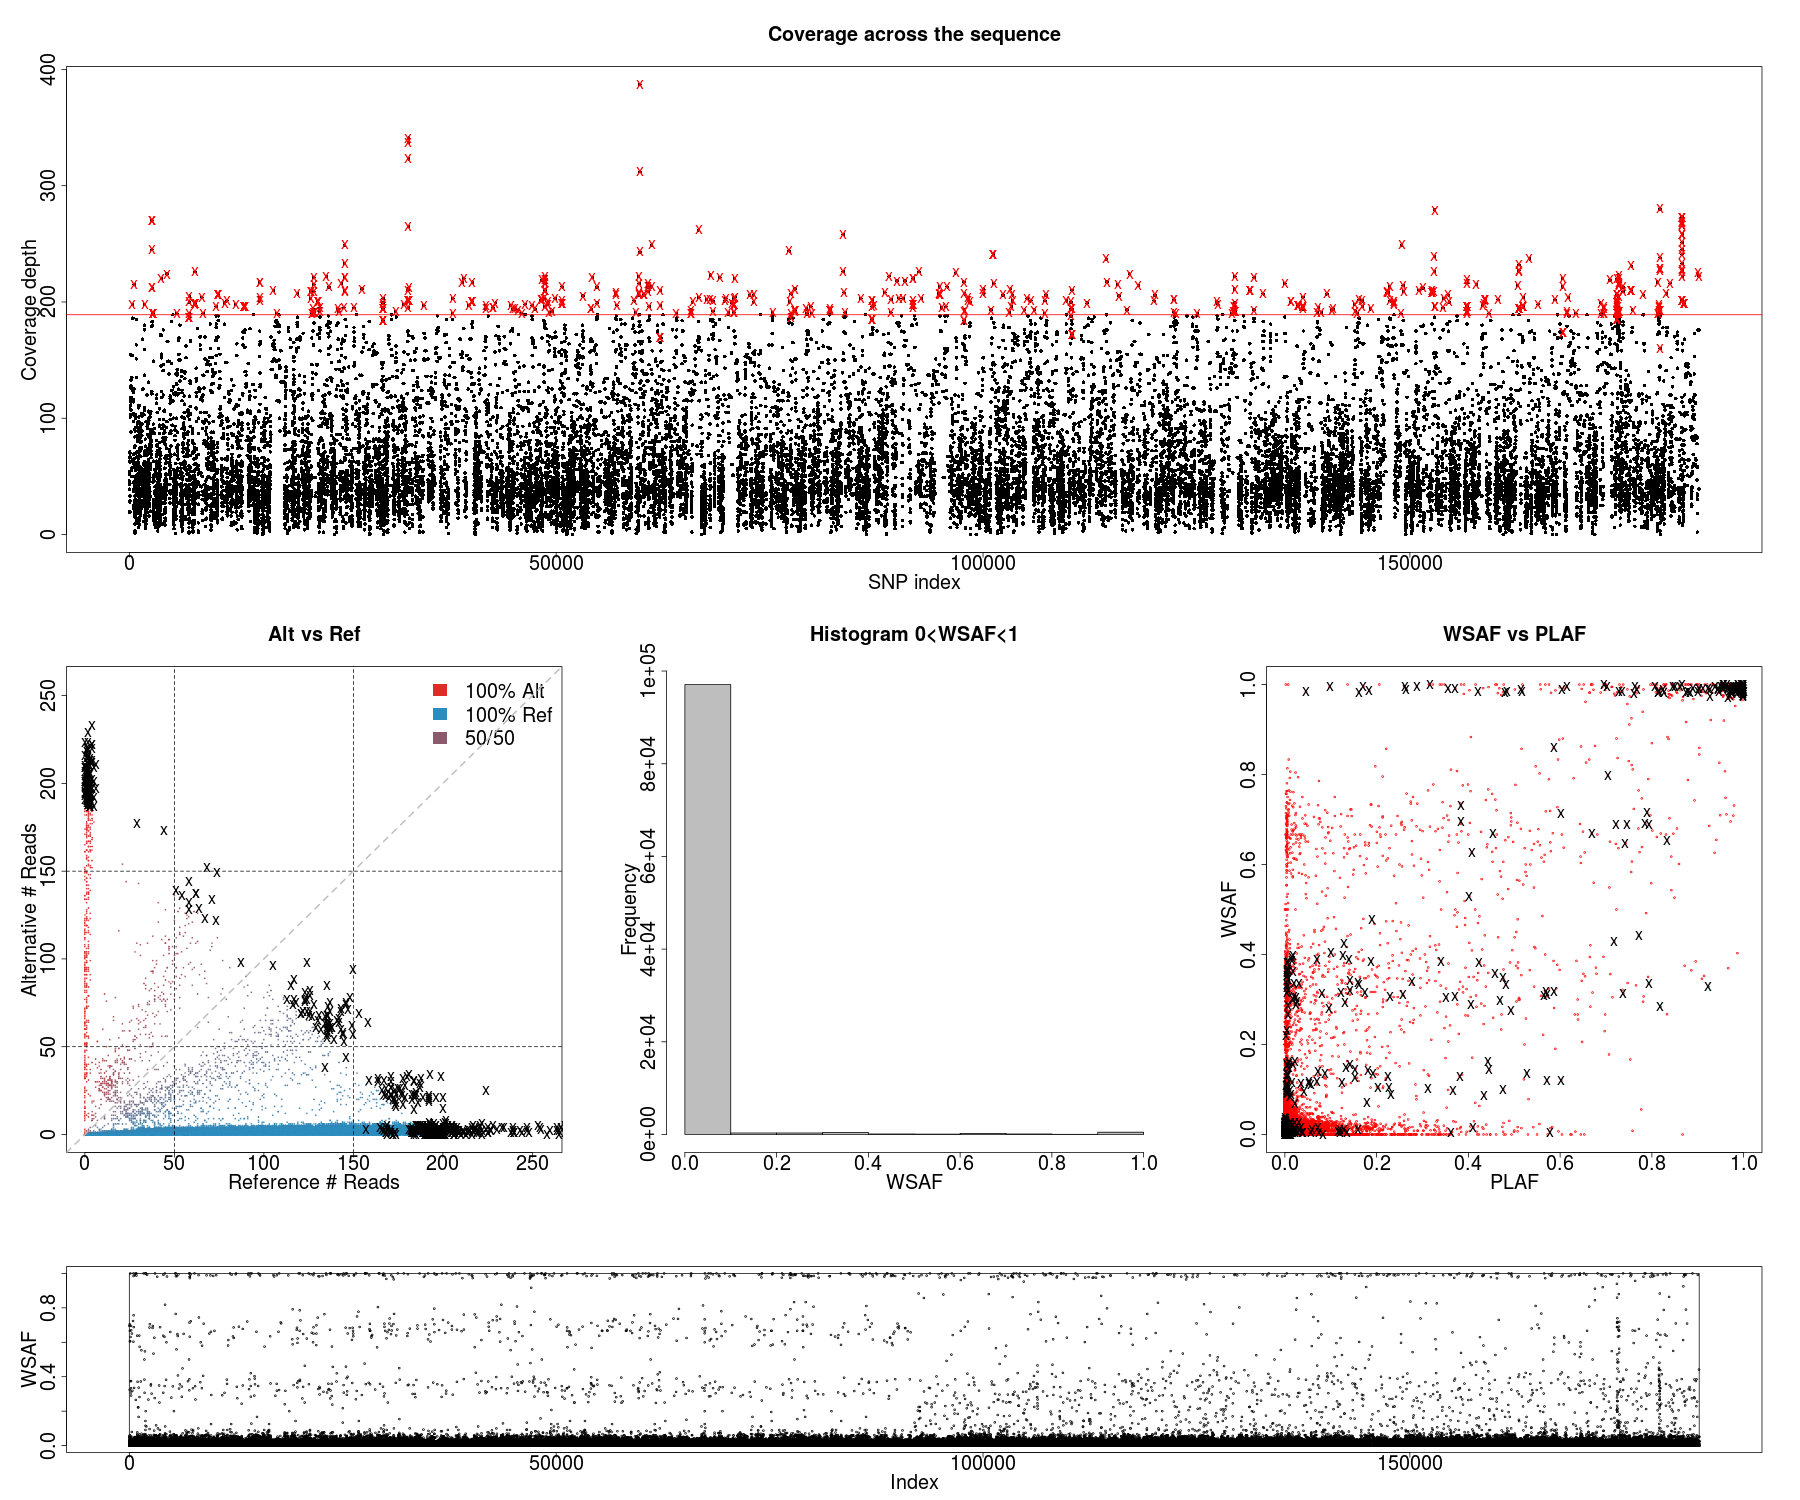 Coverage across the sequence
Coverage depth
400
300
200
100
0
0 50000 100000 150000
SNP index
Alt vs Ref
Alternative # Reads
250
200
150
100
50
0
100% Alt
100% Ref
50/50
0 50 100 150 200 250
Reference # Reads
Histogram 0<WSAF<1
Frequency
1e+05
8e+04
6e+04
4e+04
2e+04
0e+00
0.0 0.2 0.4 0.6 0.8 1.0
WSAF
WSAF vs PLAF
WSAF
1.0
0.8
0.6
0.4
0.2
0.0
0.0 0.2 0.4 0.6 0.8 1.0
PLAF
WSAF
0.8
0.4
0.0
0 50000 100000 150000
Index